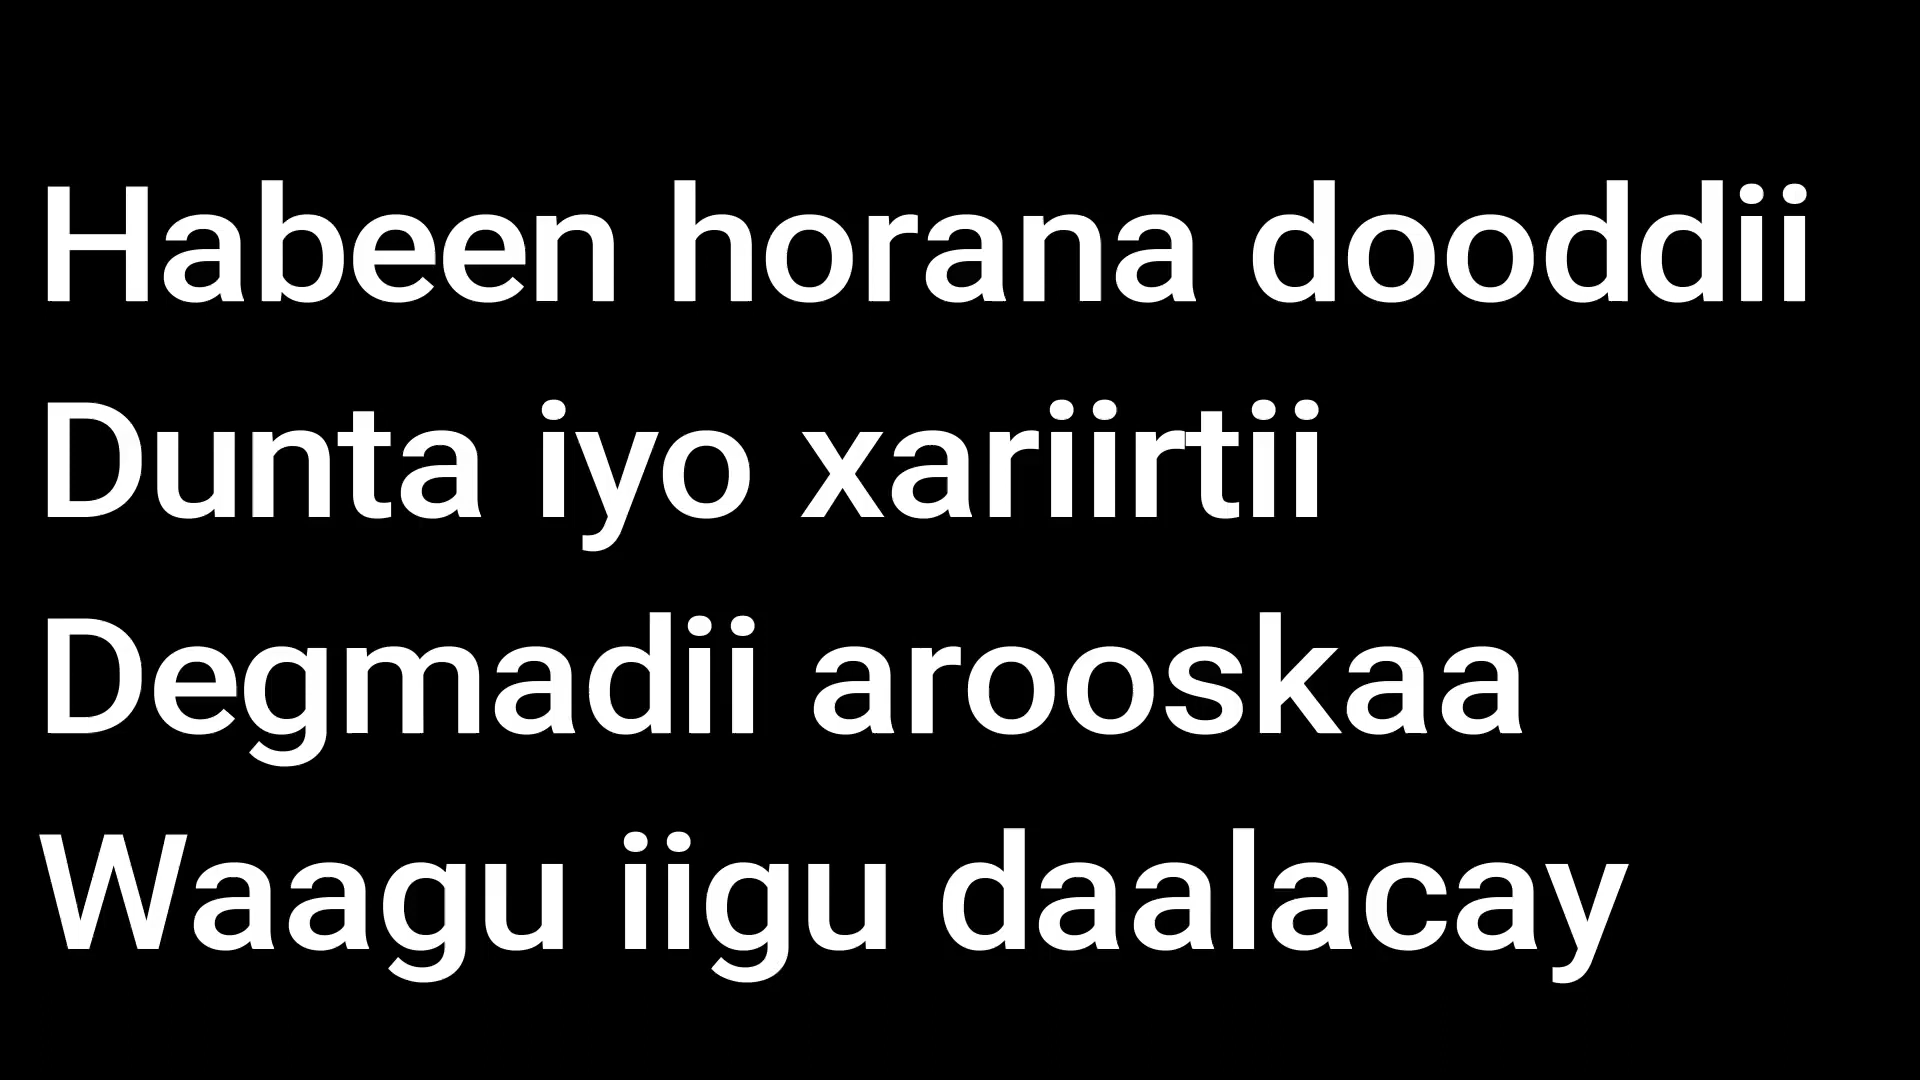 Habeen horana dooddii
Dunta iyo xariirtii
Degmadii arooskaa
Waagu iigu daalacay